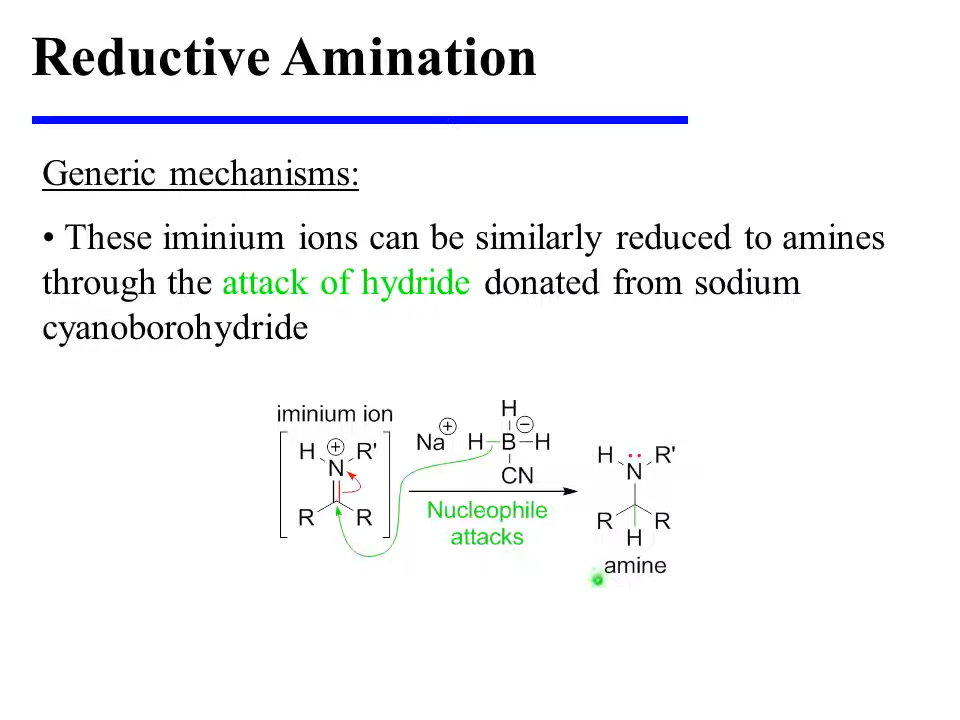 Reductive Amination
Generic mechanisms:
• These iminium ions can be similarly reduced to amines
through the attack of hydride donated from sodium
cyanoborohydride
iminium ion
H + R'
N
R R
Na +
H
H B − H
CN
Nucleophile
attacks
H N R'
R R
H
amine